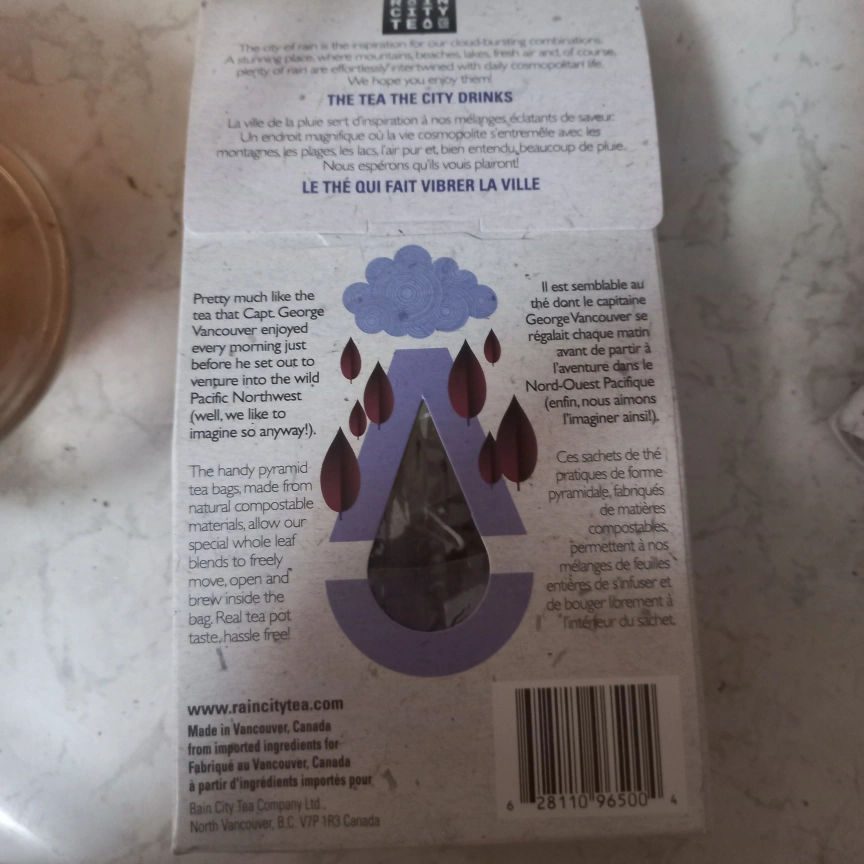 CITY
TEA
The city of rain is the inspiration for our cloud-bursting combinations.
A stunning place, where mountains, beaches, lakes, fresh air and, of course,
plenty of rain are effortlessly intertwined with daily cosmopolitan life.
We hope you enjoy them!
THE TEA THE CITY DRINKS
La ville de la pluie sert d'inspiration à nos mélanges éclatants de saveur.
Un endroit magnifique où la vie cosmopolite s'entremêle avec les
montagnes, les plages, les lacs, l'air pur et, bien entendu, beaucoup de pluie.
Nous espérons qu'ils vouis plairont!
LE THÉ QUI FAIT VIBRER LA VILLE
Pretty much like the
tea that Capt. George
Vancouver enjoyed
every morning just
before he set out to
venture into the wild
Pacific Northwest
(well, we like to
imagine so anyway!).
The handy pyramid
tea bags, made from
natural compostable
materials, allow our
special whole leaf
blends to freely
move, open and
brew inside the
bag. Real tea pot
taste, hassle free!
Il est semblable au
thé dont le capitaine
George Vancouver se
régalait chaque matin
avant de partir à
l'aventure dans le
Nord-Ouest Pacifique
(enfin, nous aimons
l'imaginer ainsi!).
Ces sachets de thé
pratiques de forme
pyramidale, fabriqués
de matières
compostables,
permettent à nos
mélanges de feuilles
entières de s'infuser et
de bouger librement à
l'intérieur du sachet.
www.raincitytea.com
Made in Vancouver, Canada
from imported ingredients for
Fabriqué au Vancouver, Canada
à partir d'ingrédients importés pour
Rain City Tea Company Ltd.,
North Vancouver, B.C. V7P 1R3 Canada
6 28110 96500 4